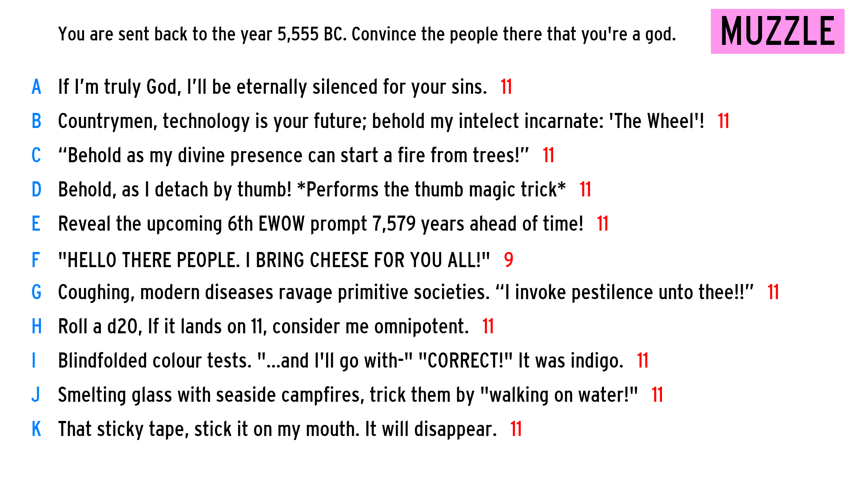 You are sent back to the year 5,555 BC. Convince the people there that you're a god. MUZZLE
A If I’m truly God, I’ll be eternally silenced for your sins. 11
B Countrymen, technology is your future; behold my intelect incarnate: 'The Wheel'! 11
C “Behold as my divine presence can start a fire from trees!” 11
D Behold, as I detach by thumb! *Performs the thumb magic trick* 11
E Reveal the upcoming 6th EWOW prompt 7,579 years ahead of time! 11
F "HELLO THERE PEOPLE. I BRING CHEESE FOR YOU ALL!" 9
G Coughing, modern diseases ravage primitive societies. “I invoke pestilence unto thee!!” 11
H Roll a d20, If it lands on 11, consider me omnipotent. 11
I Blindfolded colour tests. "...and I'll go with-" "CORRECT!" It was indigo. 11
J Smelting glass with seaside campfires, trick them by "walking on water!" 11
K That sticky tape, stick it on my mouth. It will disappear. 11